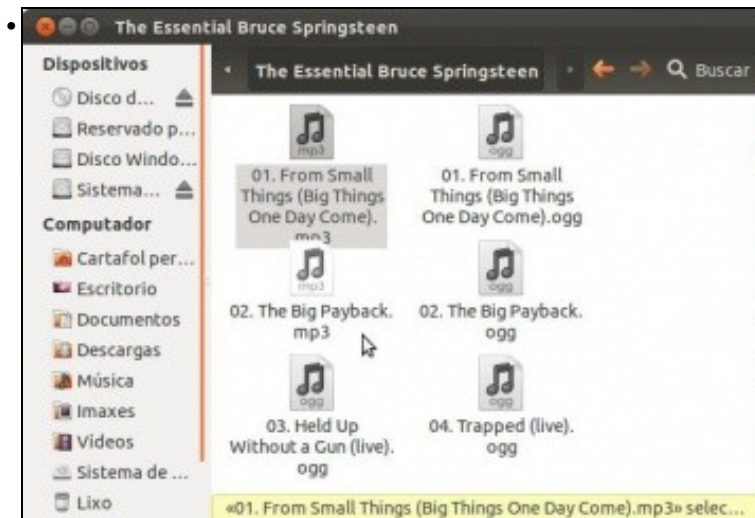 The Essential Bruce Springsteen
Dispositivos
The Essential Bruce Springsteen
Buscar
Disco d...
Reservado p...
Disco Windo...
Sistema...
Computador
Cartafol per...
Escritorio
Documentos
Descargas
Música
Imaxes
Vídeos
Sistema de ...
Lixo
mp3
01. From Small
Things (Big Things
One Day Come).
mp3
ogg
01. From Small
Things (Big Things
One Day Come).ogg
mp3
02. The Big Payback.
mp3
ogg
02. The Big Payback.
ogg
ogg
03. Held Up
Without a Gun (live).
ogg
ogg
04. Trapped (live).
ogg
«01. From Small Things (Big Things One Day Come).mp3» selec...